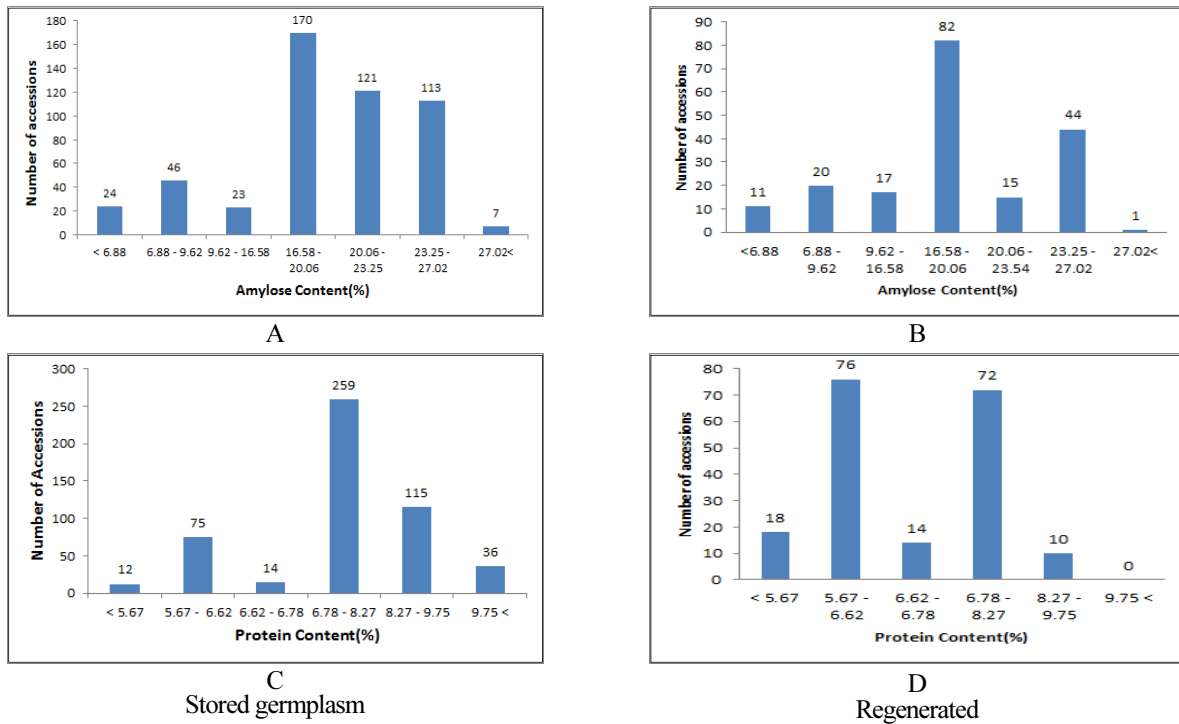 Number of accessions
180
160
140
120
100
80
60
40
20
0
24
46
23
170
121
113
7
< 6.88
6.88 - 9.62
9.62 - 16.58
16.58 - 20.06
20.06 - 23.25
23.25 - 27.02
27.02<
Amylose Content(%)
A
Number of accessions
90
80
70
60
50
40
30
20
10
0
11
20
17
82
15
44
1
<6.88
6.88 - 9.62
9.62 - 16.58
16.58 - 20.06
20.06 - 23.54
23.25 - 27.02
27.02<
Amylose Content(%)
B
Number of Accessions
300
250
200
150
100
50
0
12
75
14
259
115
36
< 5.67
5.67 - 6.62
6.62 - 6.78
6.78 - 8.27
8.27 - 9.75
9.75 <
Protein Content(%)
C
Stored germplasm
Number of accessions
80
70
60
50
40
30
20
10
0
18
76
14
72
10
0
< 5.67
5.67 - 6.62
6.62 - 6.78
6.78 - 8.27
8.27 - 9.75
9.75 <
Protein Content(%)
D
Regenerated